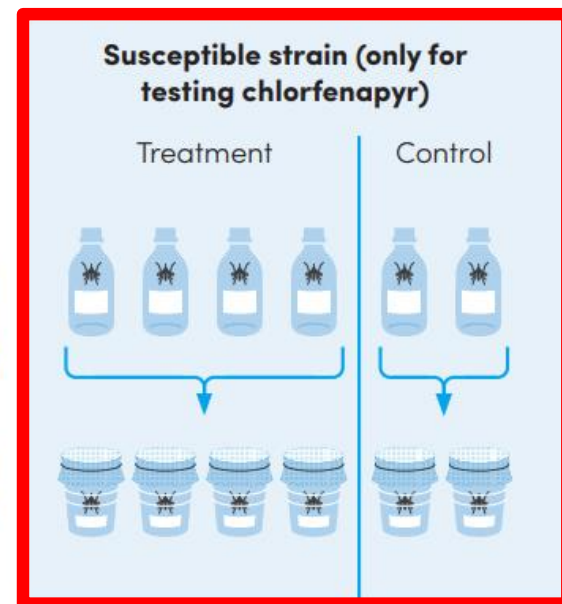 Susceptible strain (only for
testing chlorfenapyr)
Treatment
Control